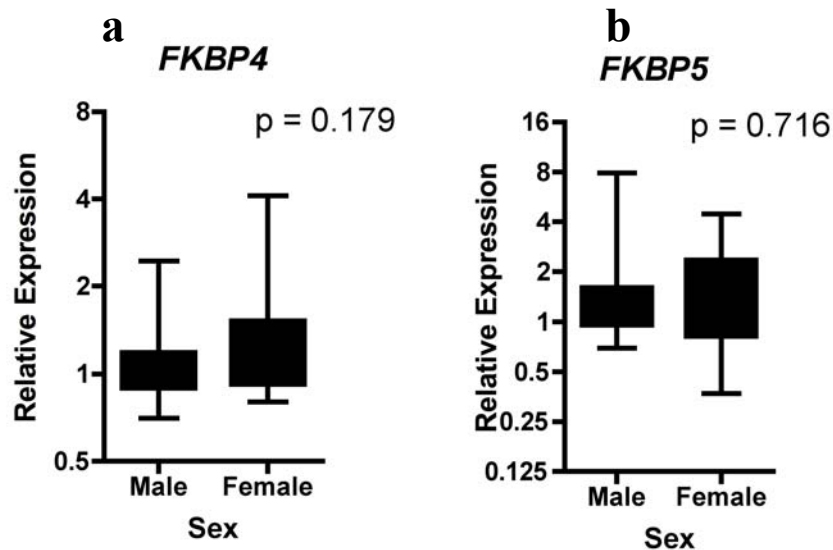 a
FKBP4
p = 0.179
8
4
2
1
0.5
Relative Expression
Male
Female
Sex
b
FKBP5
p = 0.716
16
8
4
2
1
0.5
0.25
0.125
Relative Expression
Male
Female
Sex